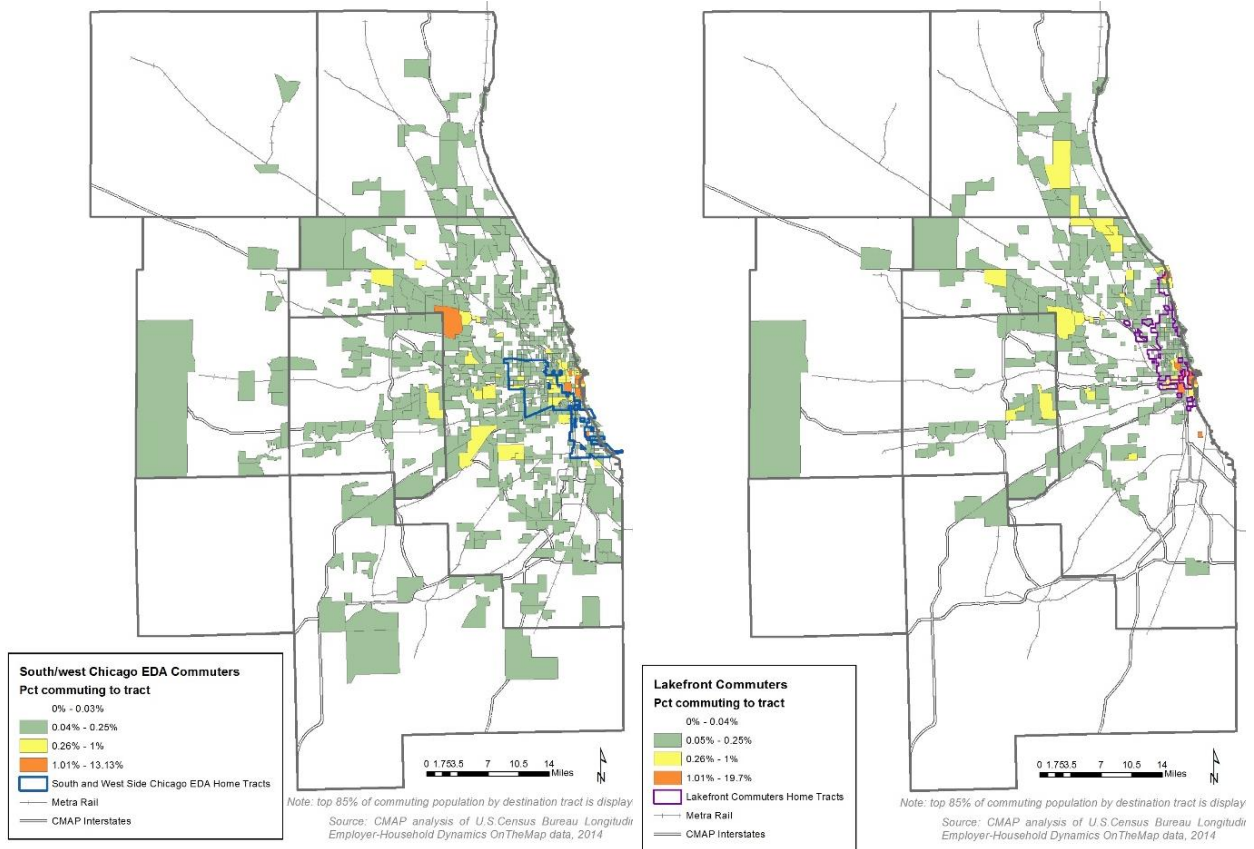 South/west Chicago EDA Commuters
Pct commuting to tract
0% - 0.03%
0.04% - 0.25%
0.26% - 1%
1.01% - 13.13%
South and West Side Chicago EDA Home Tracts
Metra Rail
CMAP Interstates
0 1.753.5 7 10.5 14
Miles
N
Note: top 85% of commuting population by destination tract is display
Source: CMAP analysis of U.S.Census Bureau Longitudin
Employer-Household Dynamics OnTheMap data, 2014
Lakefront Commuters
Pct commuting to tract
0% - 0.04%
0.05% - 0.25%
0.26% - 1%
1.01% - 19.7%
Lakefront Commuters Home Tracts
Metra Rail
CMAP Interstates
0 1.753.5 7 10.5 14
Miles
N
Note: top 85% of commuting population by destination tract is display
Source: CMAP analysis of U.S.Census Bureau Longitudin
Employer-Household Dynamics OnTheMap data, 2014